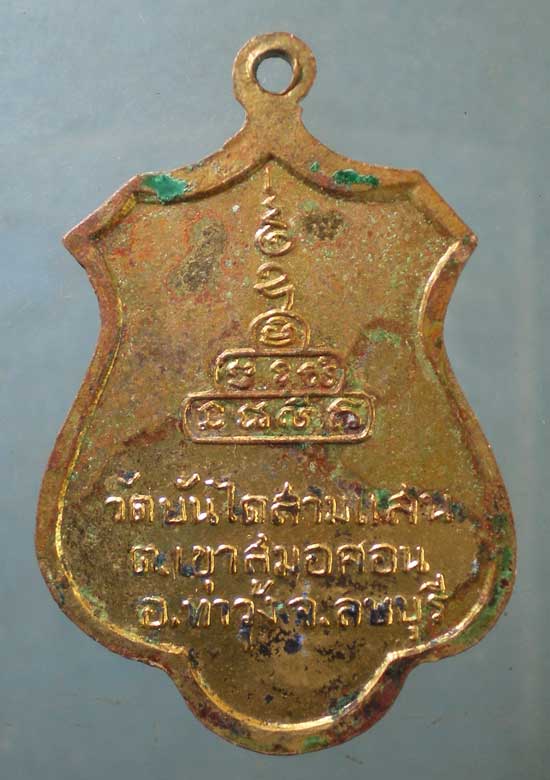 วัดบันไดสามแสน
ต.เขาสมอคอน
อ.ท่าวุ้ง จ.ลพบุรี